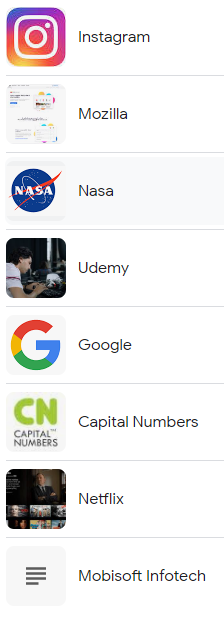 Instagram
Mozilla
NASA
Nasa
Udemy
Google
CN
CAPITAL
NUMBERS
Capital Numbers
Netflix
Mobisoft Infotech